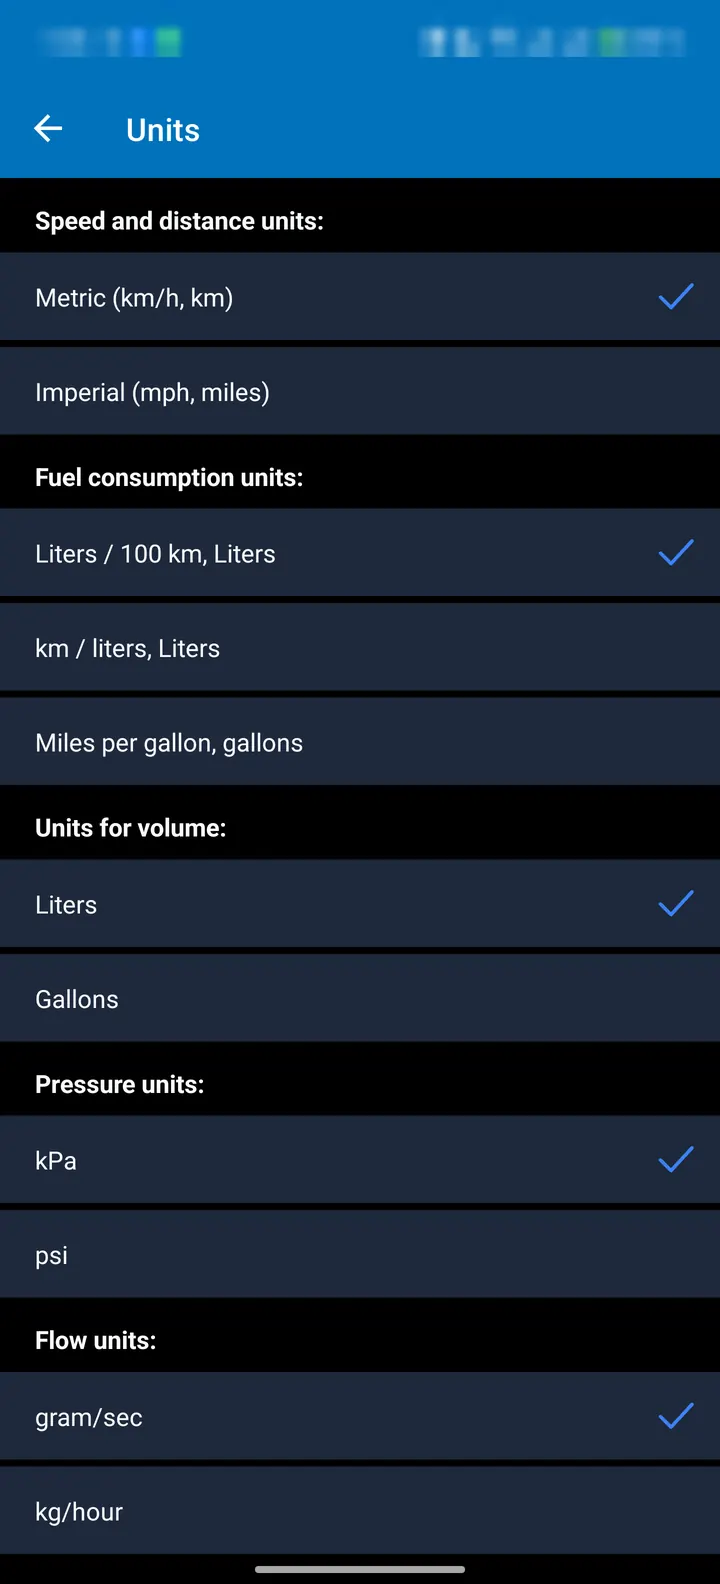 Units
Speed and distance units:
Metric (km/h, km)
Imperial (mph, miles)
Fuel consumption units:
Liters / 100 km, Liters
km / liters, Liters
Miles per gallon, gallons
Units for volume:
Liters
Gallons
Pressure units:
kPa
psi
Flow units:
gram/sec
kg/hour